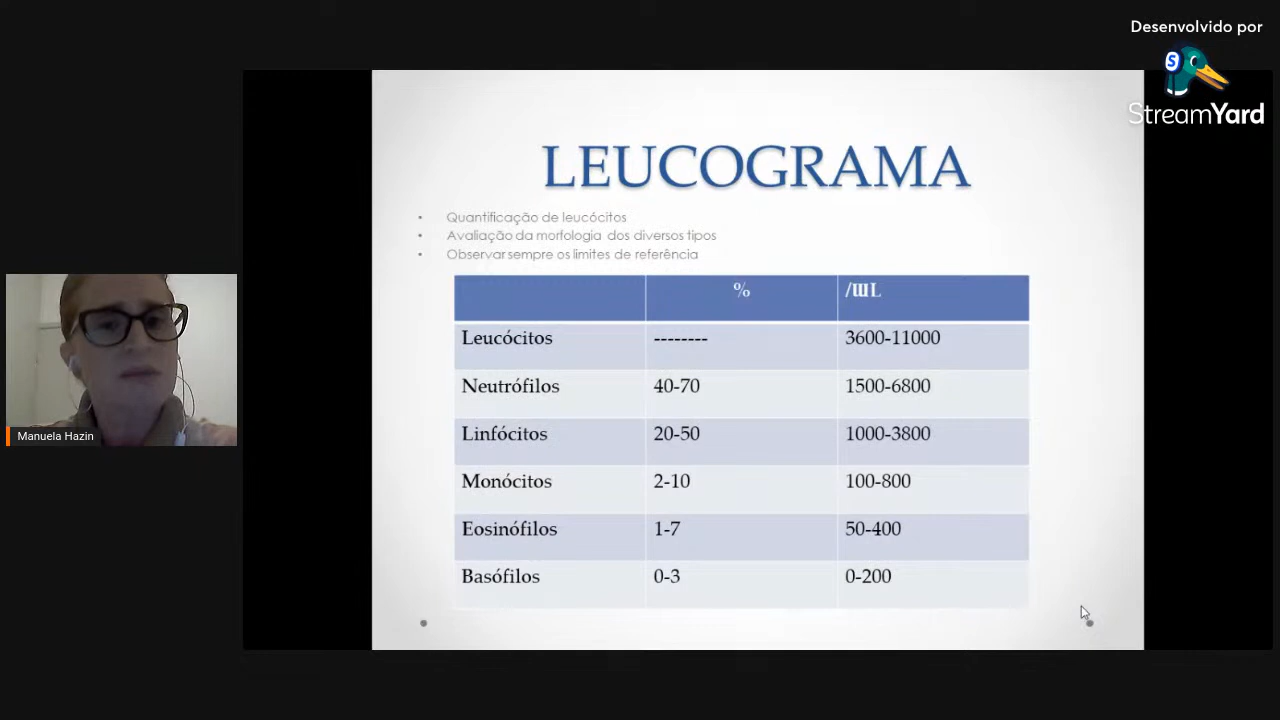 Desenvolvido por
StreamYard
LEUCOGRAMA
• Quantificação de leucócitos
• Avaliação da morfologia dos diversos tipos
• Observar sempre os limites de referência
% /ШL
Leucócitos -------- 3600-11000
Neutrófilos 40-70 1500-6800
Linfócitos 20-50 1000-3800
Monócitos 2-10 100-800
Eosinófilos 1-7 50-400
Basófilos 0-3 0-200
Manuela Hazin